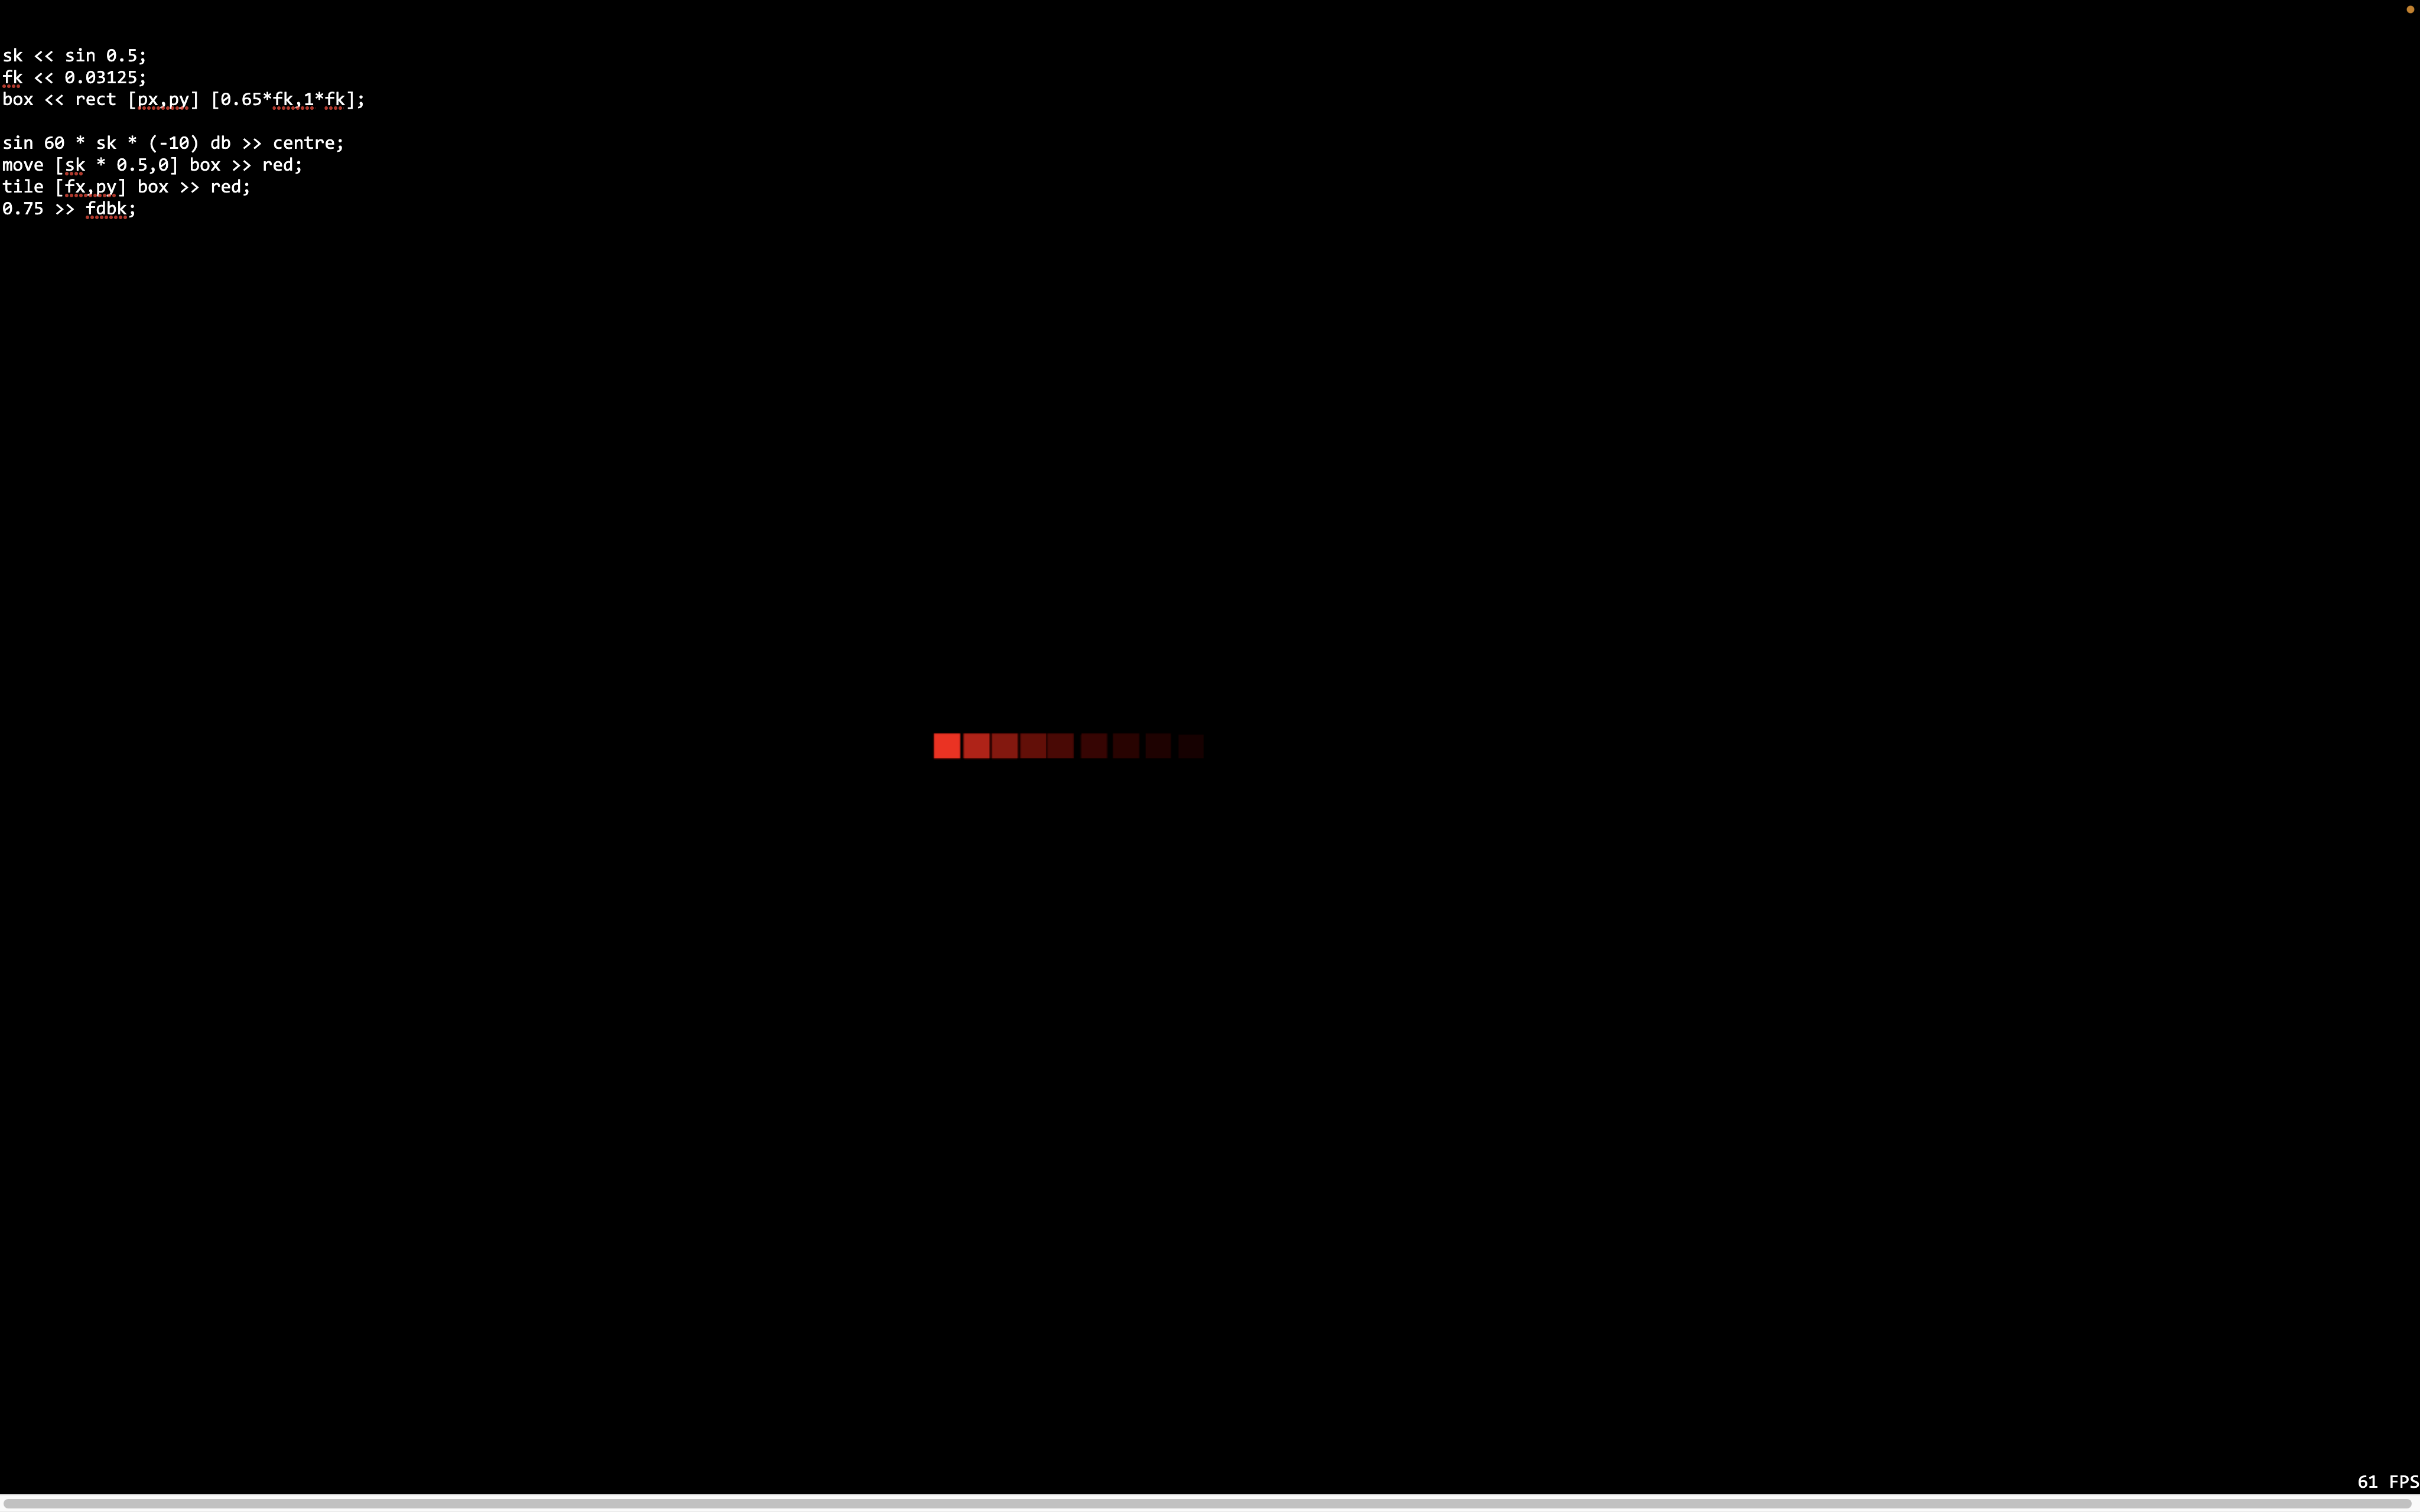 sk << sin 0.5;
fk << 0.03125;
box << rect [px,py] [0.65*fk,1*fk];
sin 60 * sk * (-10) db >> centre;
move [sk * 0.5,0] box >> red;
tile [fx,py] box >> red;
0.75 >> fdbk;
61 FPS